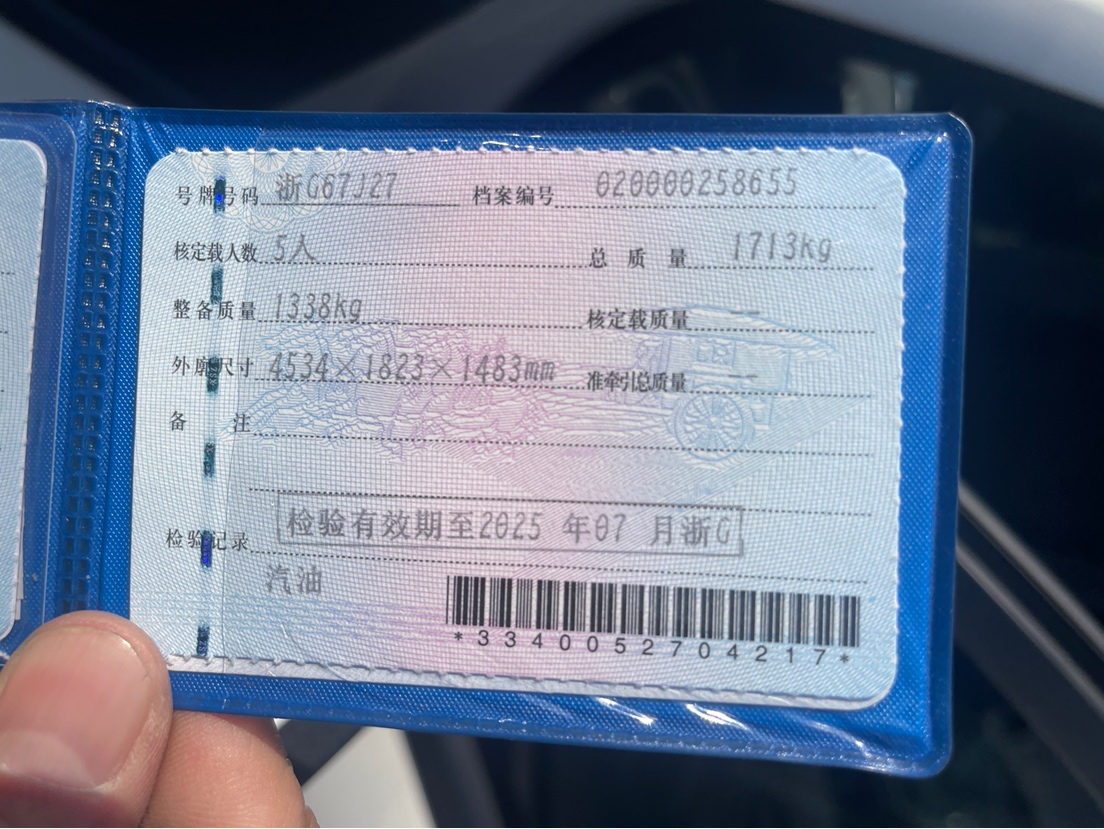 号牌号码 浙G67J27 档案编号 020000258655
核定载人数 5人 总质量 1713kg
整备质量 1338kg 核定载质量 --
外廓尺寸 4534×1823×1483mm 准牵引总质量 --
备注
检验记录 检验有效期至2025 年07 月浙G
汽油
*3340052704217*